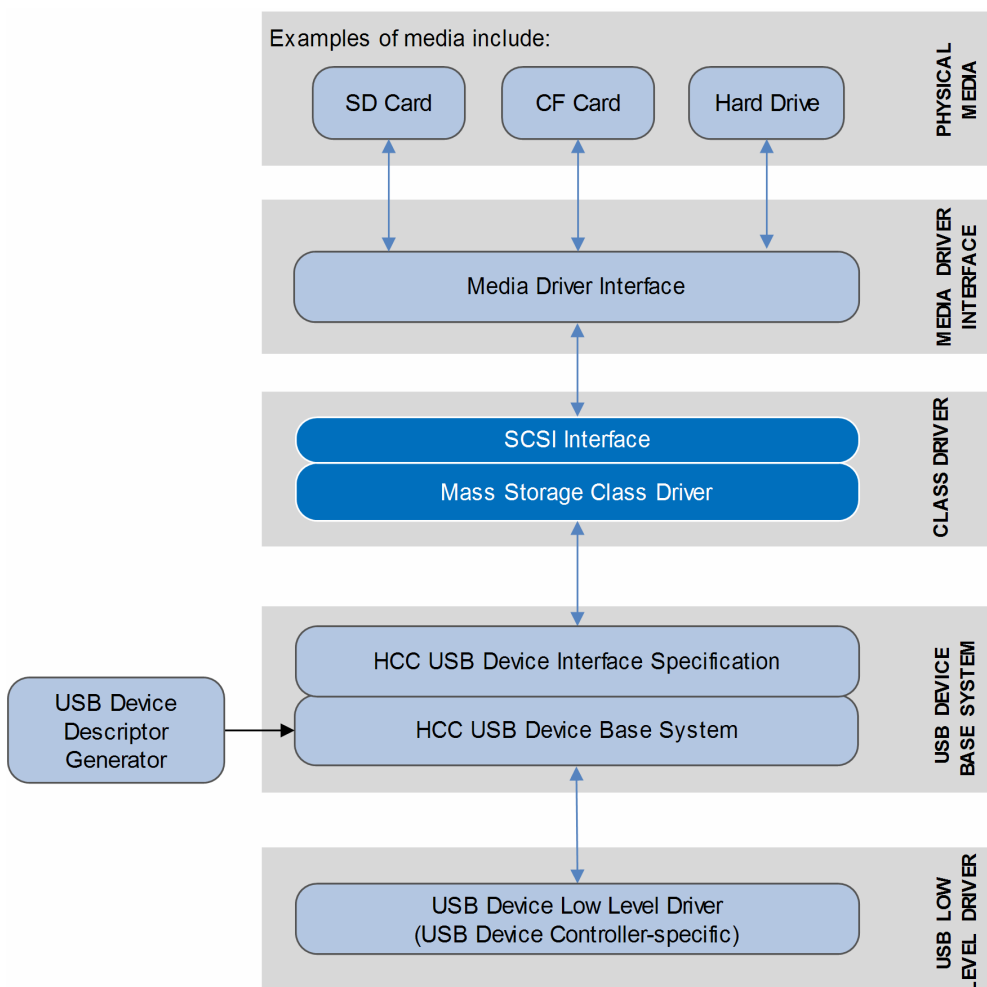 Examples of media include:
SD Card
CF Card
Hard Drive
PHYSICAL
MEDIA
Media Driver Interface
MEDIA DRIVER
INTERFACE
SCSI Interface
Mass Storage Class Driver
CLASS DRIVER
HCC USB Device Interface Specification
HCC USB Device Base System
USB DEVICE
BASE SYSTEM
USB Device
Descriptor
Generator
USB Device Low Level Driver
(USB Device Controller-specific)
USB LOW
LEVEL DRIVER